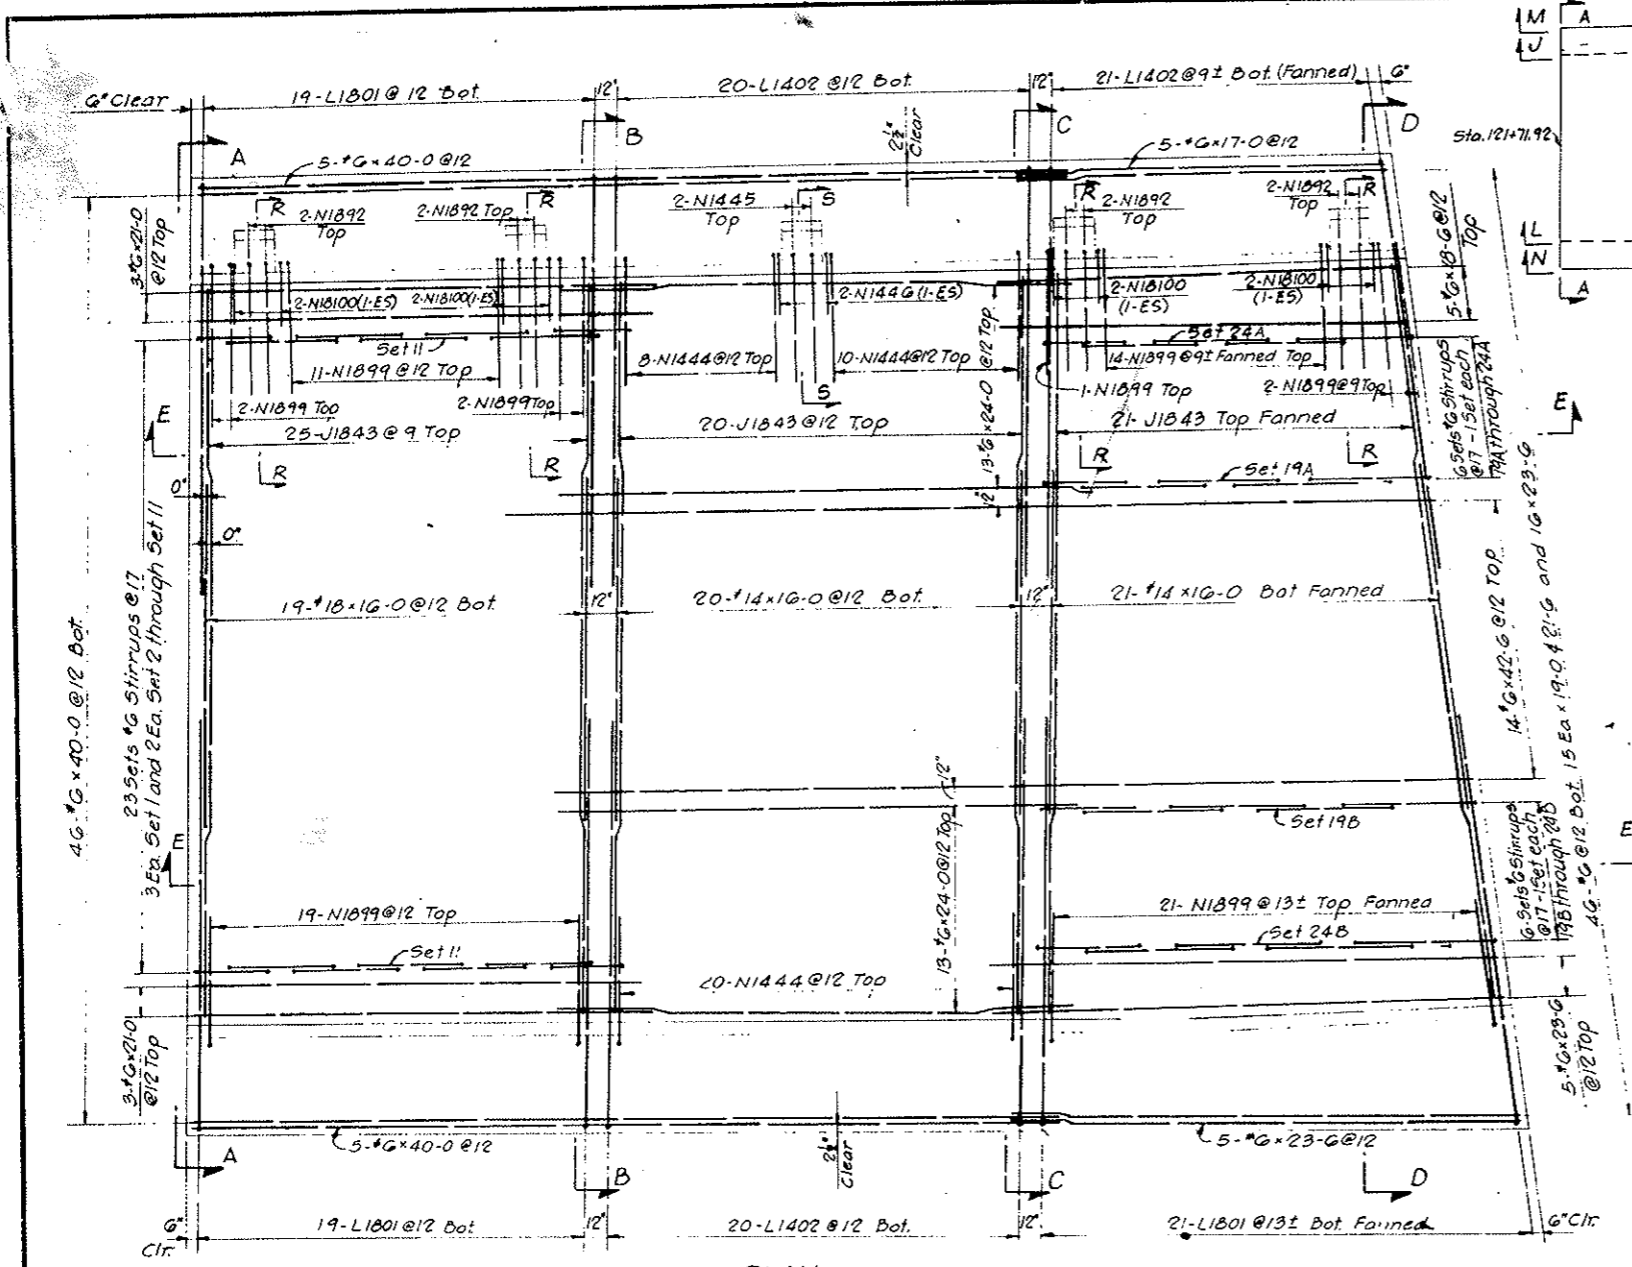 M
A
J
6" Clear
19-L1801 @ 12 Bot.
12"
20-L1402 @12 Bot.
12"
21-L1402@9± Bot.(Fanned)
6"
Sta.121+71.92
A
B
2½" Clear
C
D
5-#6×40-0 @12
5-#6×17-0@12
3-#6×21-0
@12 Top
R
2-N1892
Top
R
2-N1892 Top
2-N1445
Top
S
R
2-N1892
Top
2-N1892
Top
R
5-#6×18-6@12
Top
L
N
A
2-N18100(1-ES)
2-N18100(1-ES)
2-N1446(1-ES)
2-N18100
(1-ES)
2-N18100
(1-ES)
Set 11
Set 24A
11-N1899 @12 Top
8-N1444@12 Top
10-N1444@12 Top
14-N1899@9± Fanned Top
2-N1899 Top
2-N1899 Top
S
1-N1899 Top
2-N1899@9Top
E
25-J1843@ 9 Top
20-J1843@12 Top
21-J1843 Top Fanned
E
13-#6×24-0 @12 Top
6 Sets #6 Stirrups
@17-1 Set each
19A through 24A
R
R
R
R
Set 19A
0"
12"
0"
46-#6×40-0 @12 Bot.
23 Sets #6 Stirrups @17
3 Ea. Set 1 and 2 Ea. Set 2 through Set 11
19-#18×16-0@12 Bot.
12"
20-#14×16-0@12 Bot.
12"
21-#14×16-0 Bot Fanned
14-#6×42-6 @12 TOP
46-#6 @12 Bot. 15 Ea×19-0 & 21-6 and 16×23-6
12"
Set 19B
E
E
13-#6×24-0@12 Top
6-Sets #6 Stirrups
@17-1 Set each
19B through 24B
19-N1899@12 Top
21-N1899@13± Top Fanned
Set 11
Set 24B
20-N1444@12 Top
3-#6×21-0
@12 Top
5-#6×23-6
@12 TOP
A
5-#6×40-0 @12
B
2½" Clear
C
5-#6×23-6@12
D
6"
Clr.
19-L1801@12 Bot
12"
20-L1402@12 Bot.
12"
21-L1801@13± Bot. Fanned
6"Clr.